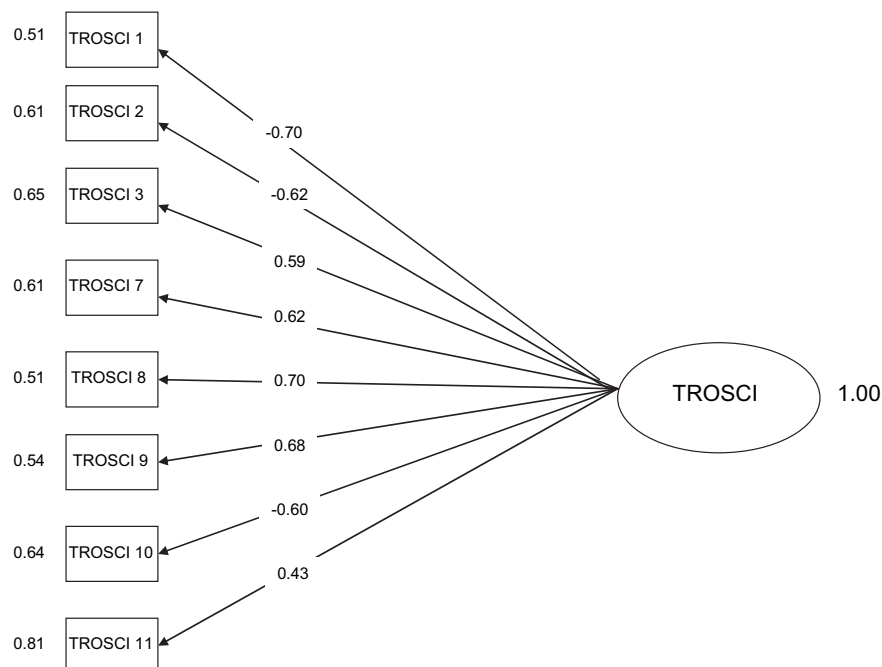 0.51 TROSCI 1
0.61 TROSCI 2
-0.70
0.65 TROSCI 3
-0.62
0.59
0.61 TROSCI 7
0.62
0.51 TROSCI 8
0.70
TROSCI 1.00
0.54 TROSCI 9
0.68
-0.60
0.64 TROSCI 10
0.43
0.81 TROSCI 11